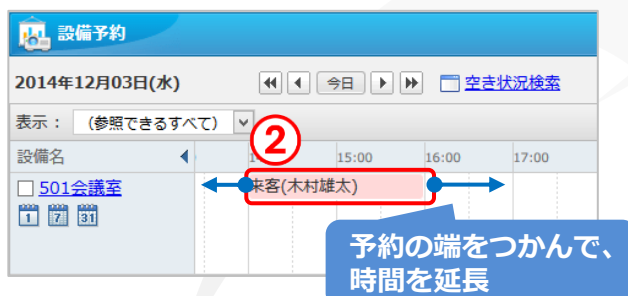 設備予約
2014年12月03日(水) 今日 空き状況検索
表示： (参照できるすべて)
②
設備名 15:00 16:00 17:00
501会議室 来客(木村雄太)
1 7 31
予約の端をつかんで、
時間を延長